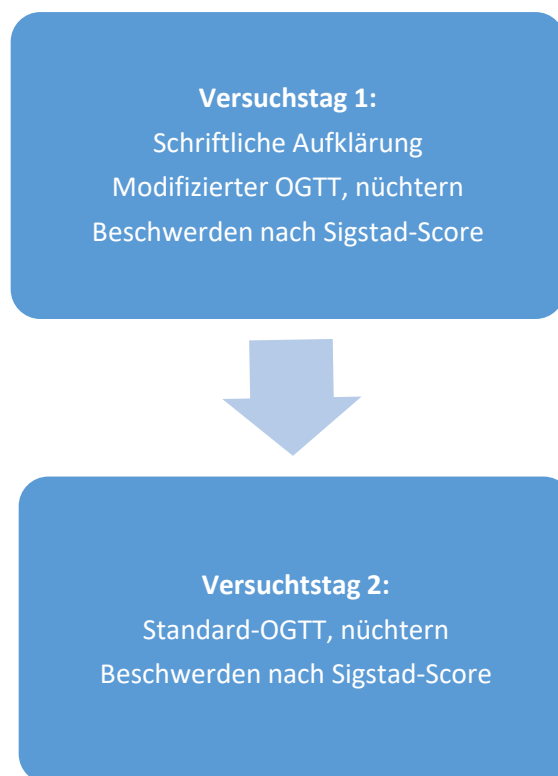 Versuchstag 1:
Schriftliche Aufklärung
Modifizierter OGTT, nüchtern
Beschwerden nach Sigstad-Score
Versuchtstag 2:
Standard-OGTT, nüchtern
Beschwerden nach Sigstad-Score